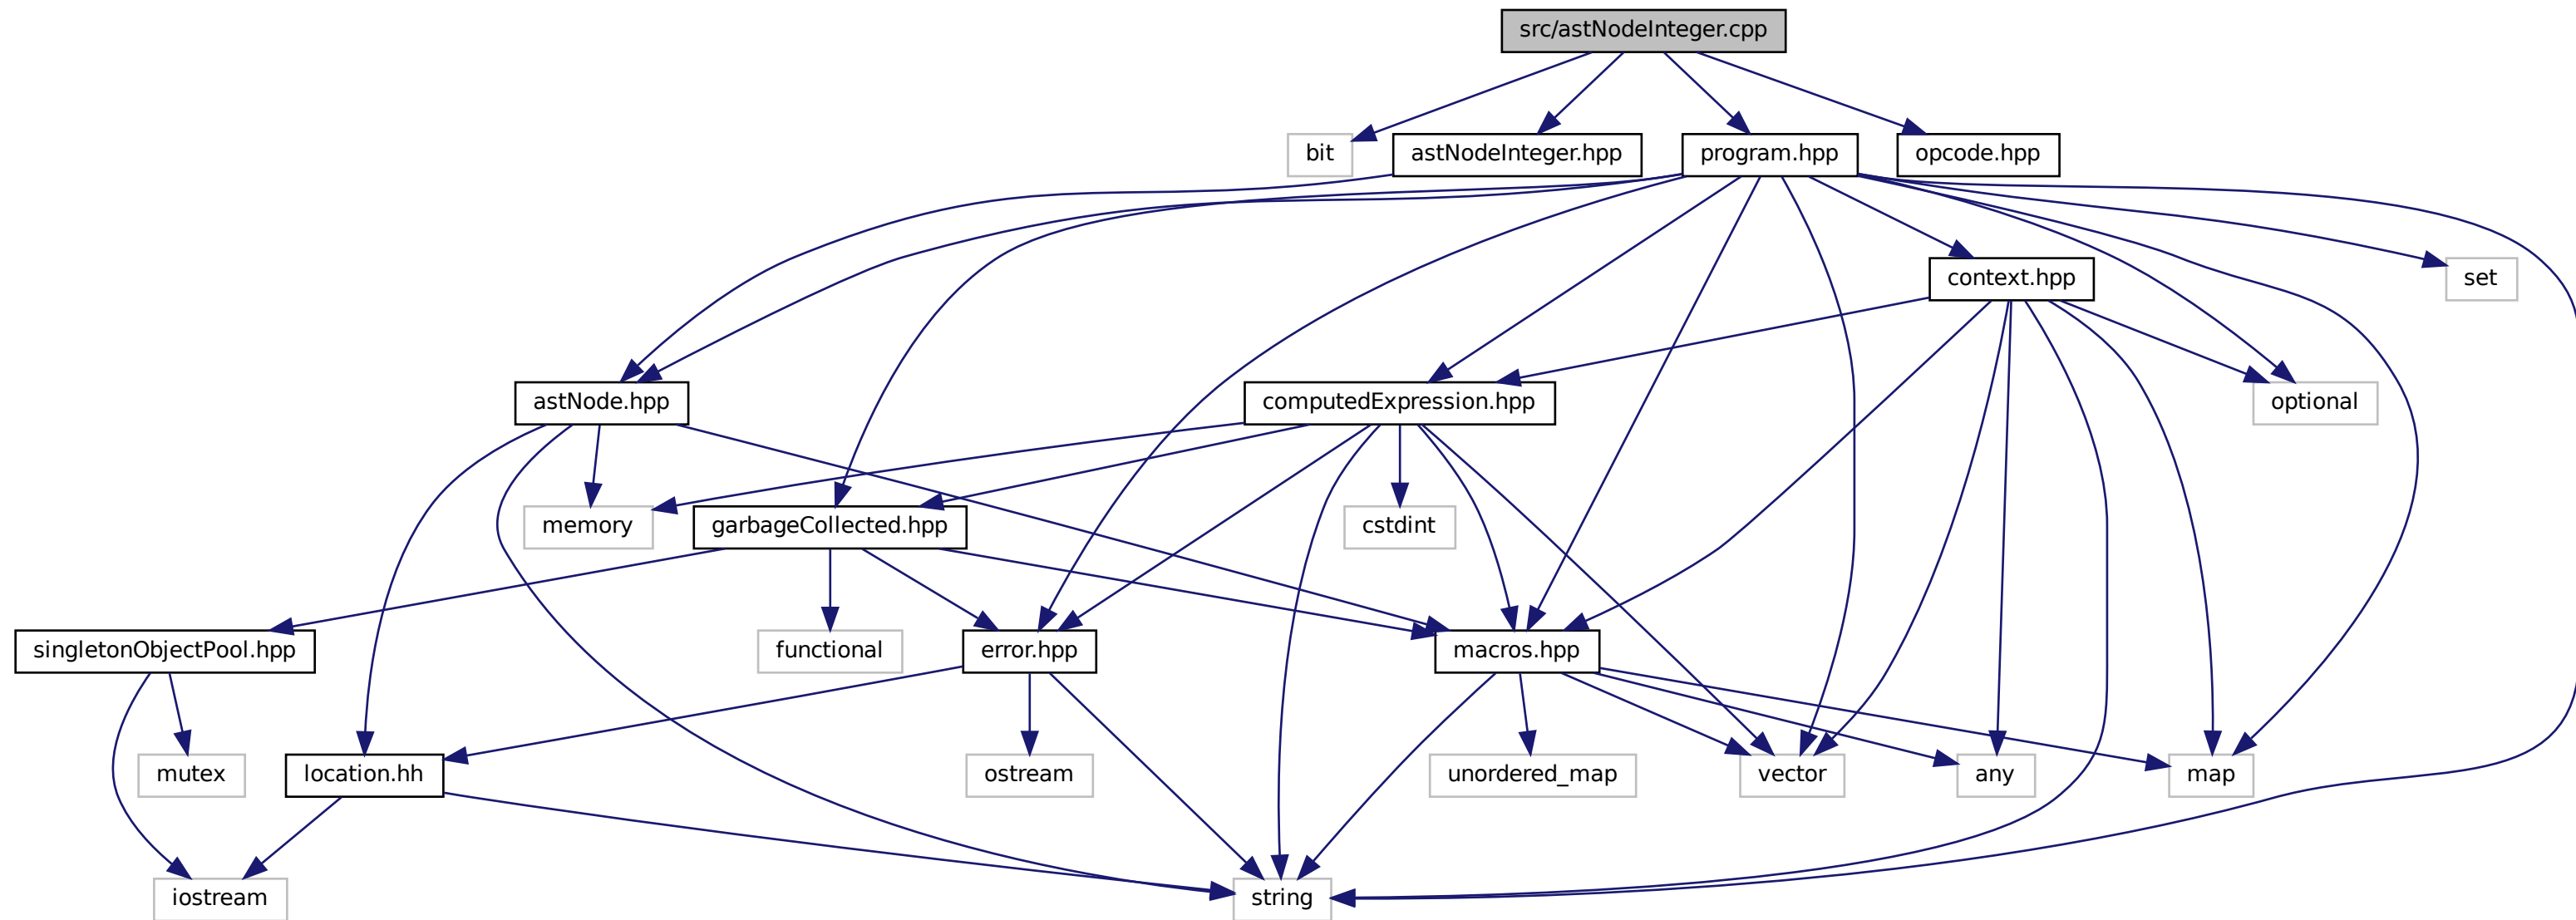 src/astNodeInteger.cpp
bit
astNodeInteger.hpp
program.hpp
opcode.hpp
context.hpp
set
astNode.hpp
computedExpression.hpp
optional
memory
garbageCollected.hpp
cstdint
singletonObjectPool.hpp
functional
error.hpp
macros.hpp
mutex
location.hh
ostream
unordered_map
vector
any
map
iostream
string